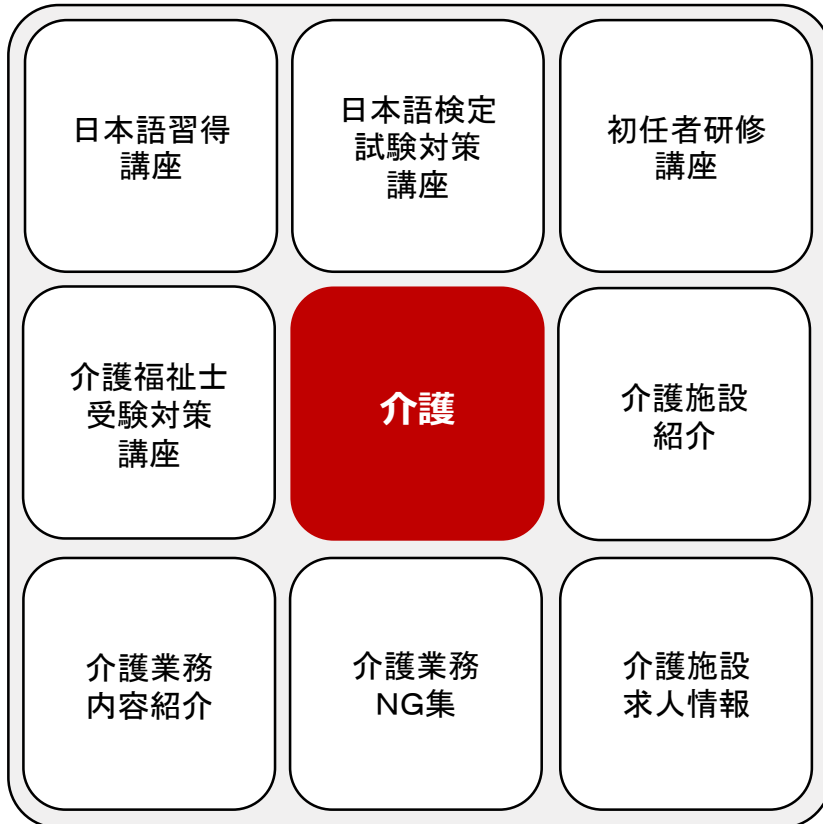 日本語習得
講座
日本語検定
試験対策
講座
初任者研修
講座
介護福祉士
受験対策
講座
介護
介護施設
紹介
介護業務
内容紹介
介護業務
NG集
介護施設
求人情報